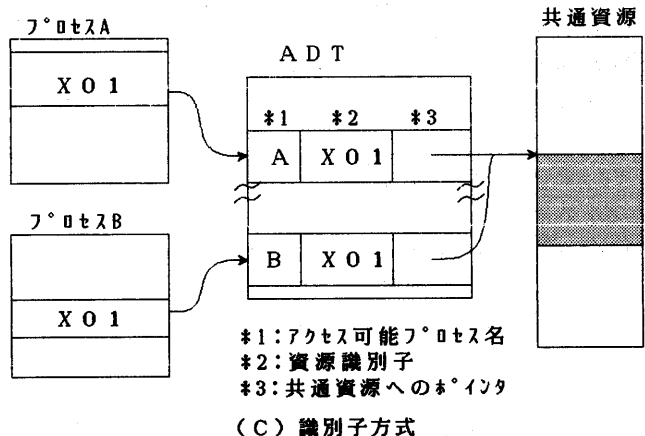 共通資源
プロセスA
ADT
X01
*1 *2 *3
A X01
プロセスB
B X01
X01
*1:アクセス可能プロセス名
*2:資源識別子
*3:共通資源へのポインタ
(C) 識別子方式